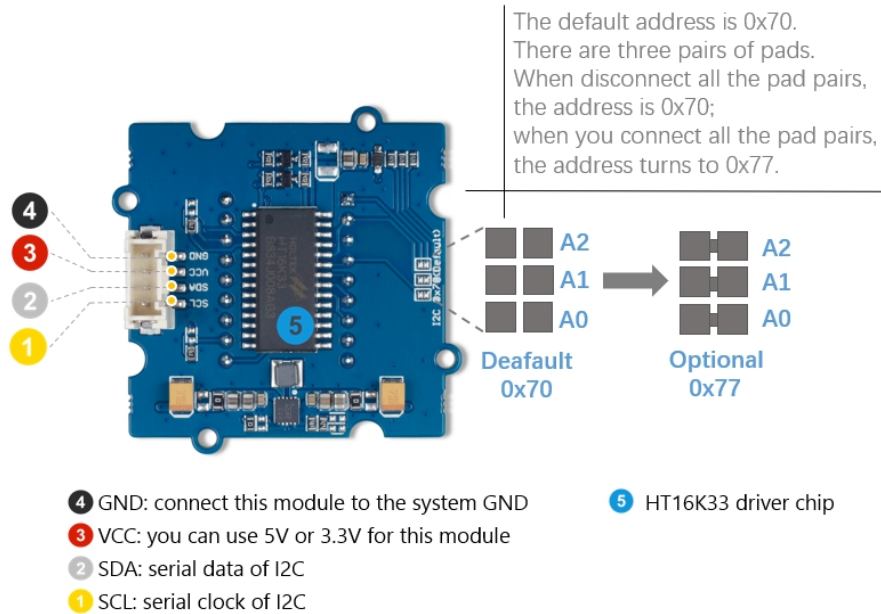 The default address is 0x70.
There are three pairs of pads.
When disconnect all the pad pairs,
the address is 0x70;
when you connect all the pad pairs,
the address turns to 0x77.
4
3
2
1
GND
VCC
SDA
SCL
HT16K33
5
I2C 0x70(Default)
A2
A1
A0
Deafault
0x70
A2
A1
A0
Optional
0x77
4 GND: connect this module to the system GND
3 VCC: you can use 5V or 3.3V for this module
2 SDA: serial data of I2C
1 SCL: serial clock of I2C
5 HT16K33 driver chip